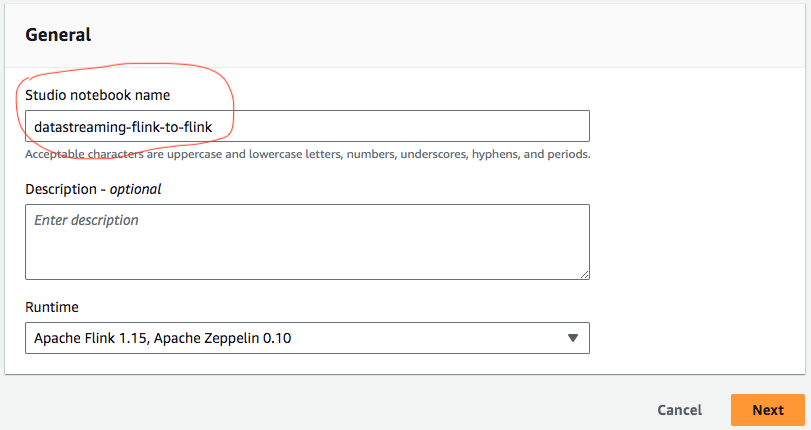 General
Studio notebook name
datastreaming-flink-to-flink
Acceptable characters are uppercase and lowercase letters, numbers, underscores, hyphens, and periods.
Description - optional
Enter description
Runtime
Apache Flink 1.15, Apache Zeppelin 0.10
Cancel Next